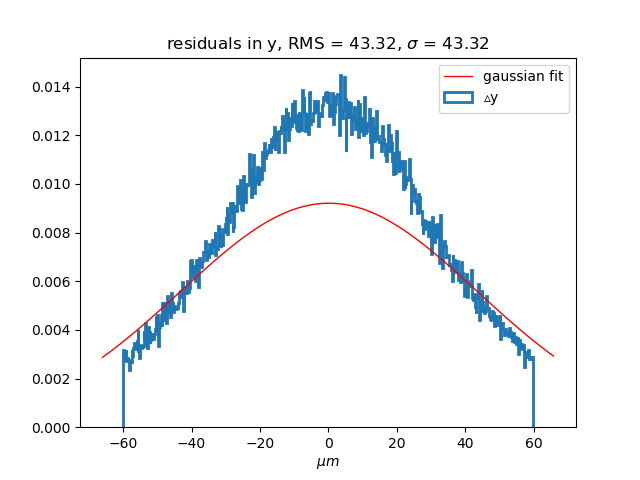 residuals in y, RMS = 43.32, σ = 43.32
gaussian fit
▵y
0.014
0.012
0.010
0.008
0.006
0.004
0.002
0.000
−60 −40 −20 0 20 40 60
μm